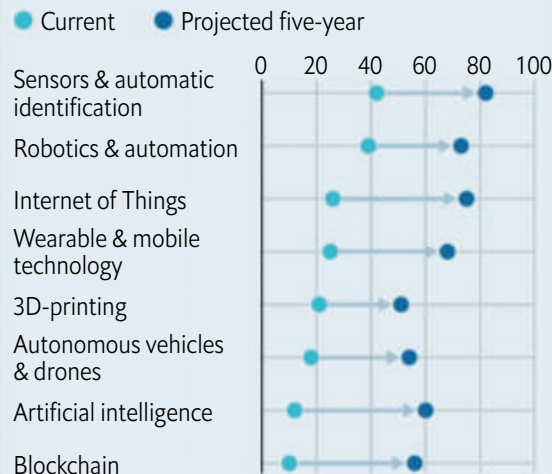 Current Projected five-year
0 20 40 60 80 100
Sensors & automatic
identification
Robotics & automation
Internet of Things
Wearable & mobile
technology
3D-printing
Autonomous vehicles
& drones
Artificial intelligence
Blockchain